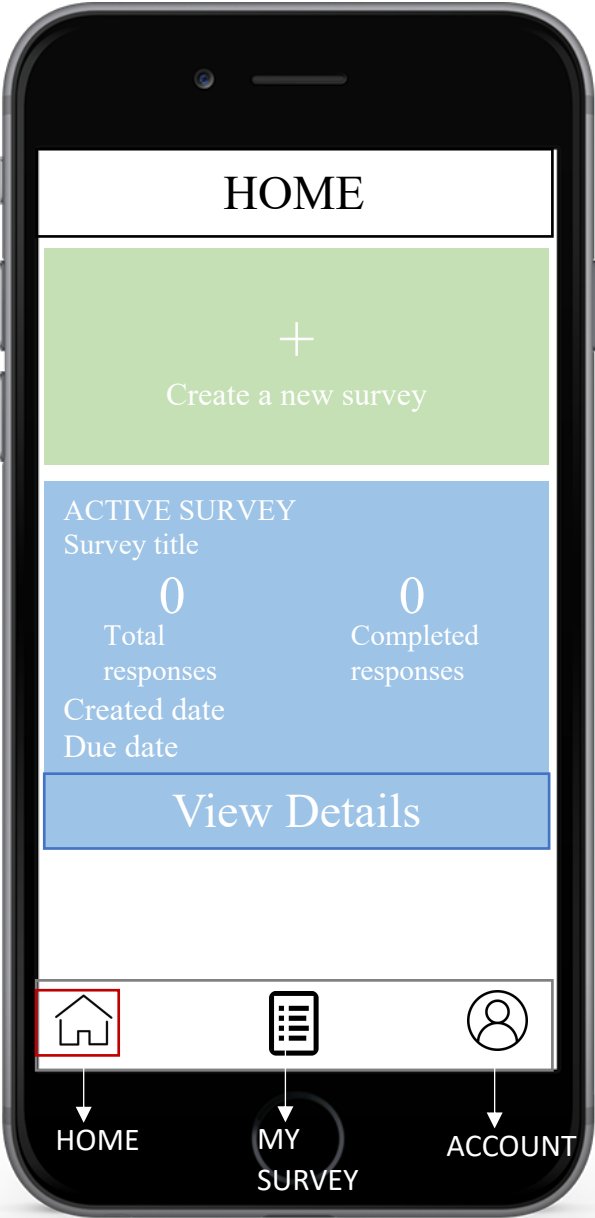 HOME
+
Create a new survey
ACTIVE SURVEY
Survey title
0 0
Total Completed
responses responses
Created date
Due date
View Details
HOME MY ACCOUNT
SURVEY